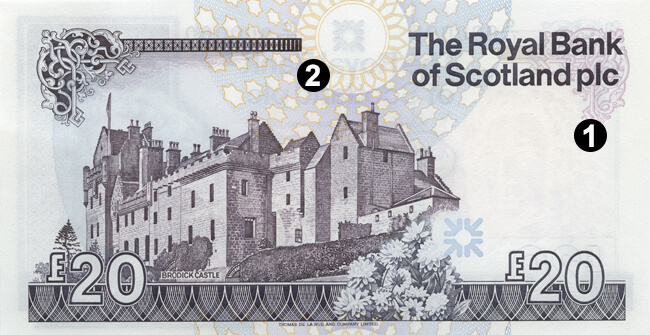 The Royal Bank
of Scotland plc
2
1
BRODICK CASTLE
£20
£20
THOMAS DE LA RUE AND COMPANY LIMITED